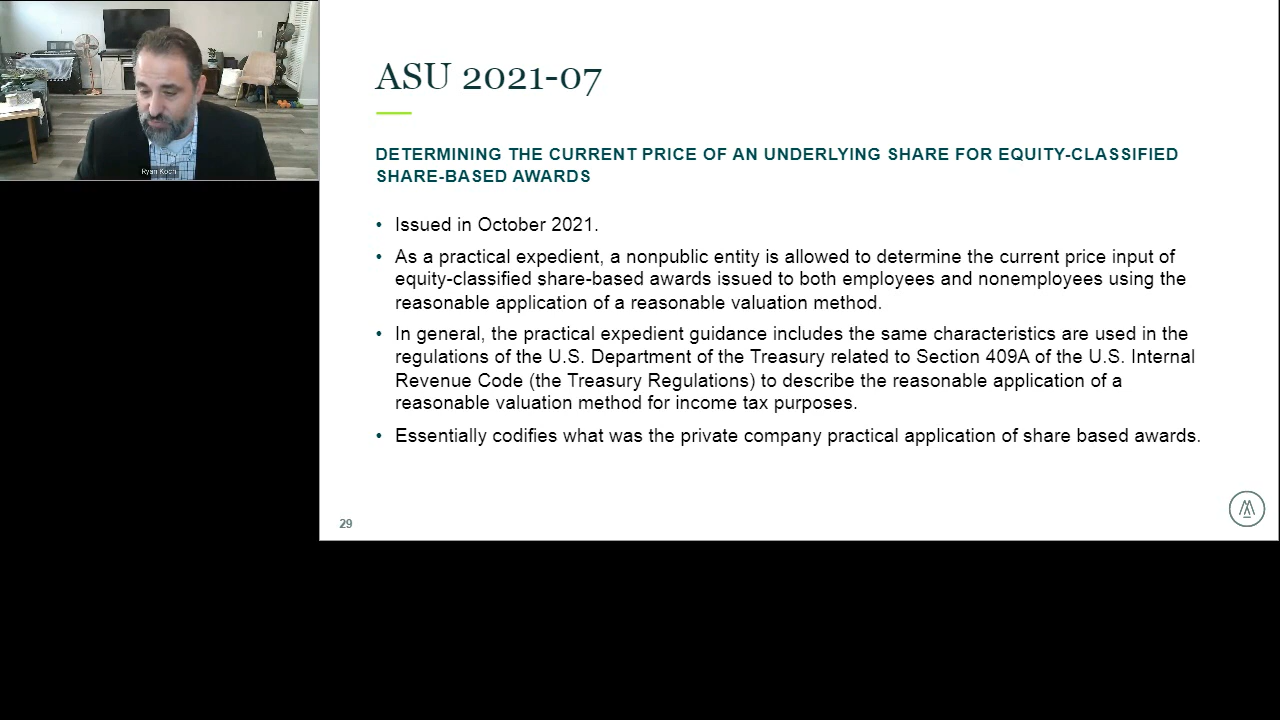 Ryan Koch
ASU 2021-07
DETERMINING THE CURRENT PRICE OF AN UNDERLYING SHARE FOR EQUITY-CLASSIFIED
SHARE-BASED AWARDS
• Issued in October 2021.
• As a practical expedient, a nonpublic entity is allowed to determine the current price input of
equity-classified share-based awards issued to both employees and nonemployees using the
reasonable application of a reasonable valuation method.
• In general, the practical expedient guidance includes the same characteristics are used in the
regulations of the U.S. Department of the Treasury related to Section 409A of the U.S. Internal
Revenue Code (the Treasury Regulations) to describe the reasonable application of a
reasonable valuation method for income tax purposes.
• Essentially codifies what was the private company practical application of share based awards.
29